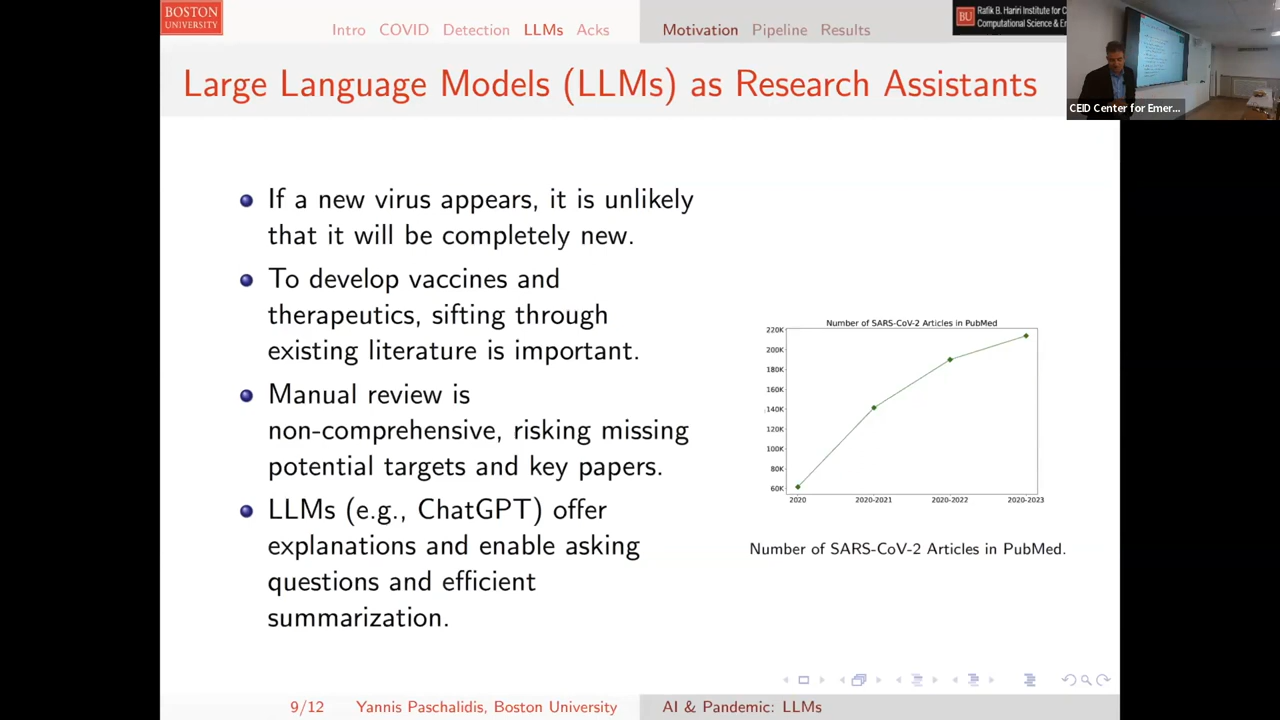 BOSTON
UNIVERSITY
Intro COVID Detection LLMs Acks
Motivation Pipeline Results
BU
Rafik B. Hariri Institute for C
Computational Science & En
CEID Center for Emer...
Large Language Models (LLMs) as Research Assistants
If a new virus appears, it is unlikely
that it will be completely new.
To develop vaccines and
therapeutics, sifting through
existing literature is important.
Manual review is
non-comprehensive, risking missing
potential targets and key papers.
LLMs (e.g., ChatGPT) offer
explanations and enable asking
questions and efficient
summarization.
Number of SARS-CoV-2 Articles in PubMed
220K
200K
180K
160K
140K
120K
100K
80K
60K
2020 2020-2021 2020-2022 2020-2023
Number of SARS-CoV-2 Articles in PubMed.
9/12 Yannis Paschalidis, Boston University
AI & Pandemic: LLMs